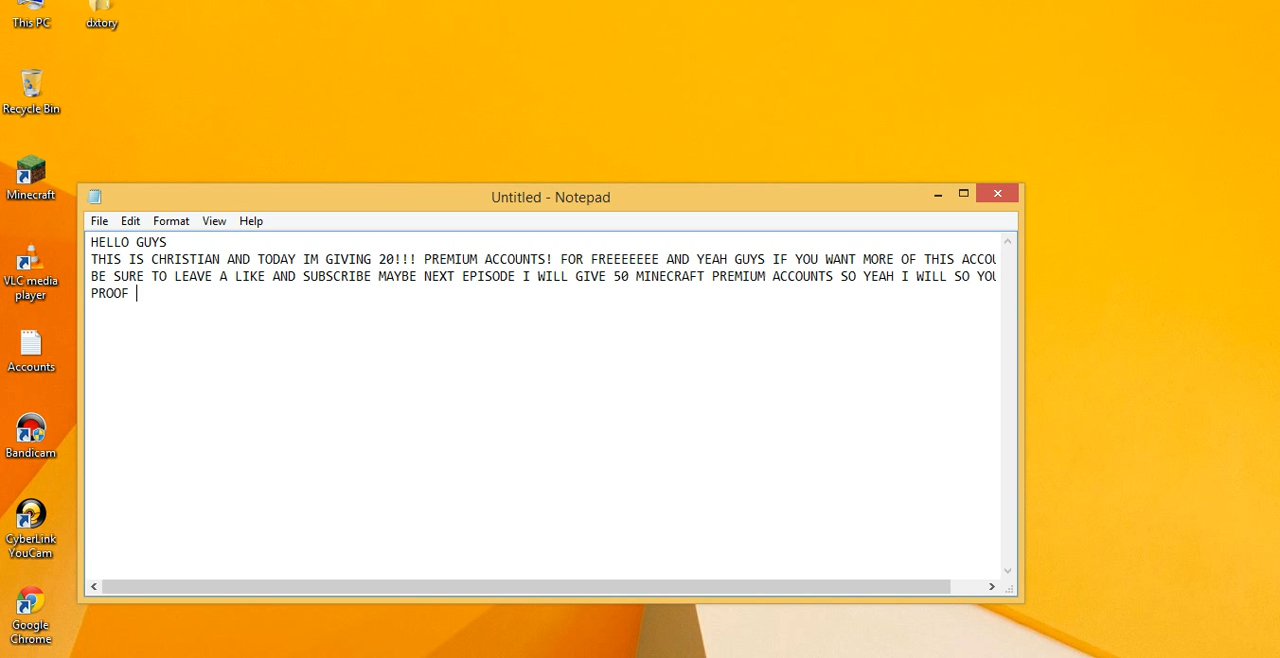 This PC
dxtory
Recycle Bin
Minecraft
VLC media
player
Accounts
Bandicam
CyberLink
YouCam
Google
Chrome
Untitled - Notepad
File Edit Format View Help
HELLO GUYS
THIS IS CHRISTIAN AND TODAY IM GIVING 20!!! PREMIUM ACCOUNTS! FOR FREEEEEEE AND YEAH GUYS IF YOU WANT MORE OF THIS ACCOU
BE SURE TO LEAVE A LIKE AND SUBSCRIBE MAYBE NEXT EPISODE I WILL GIVE 50 MINECRAFT PREMIUM ACCOUNTS SO YEAH I WILL SO YOU
PROOF